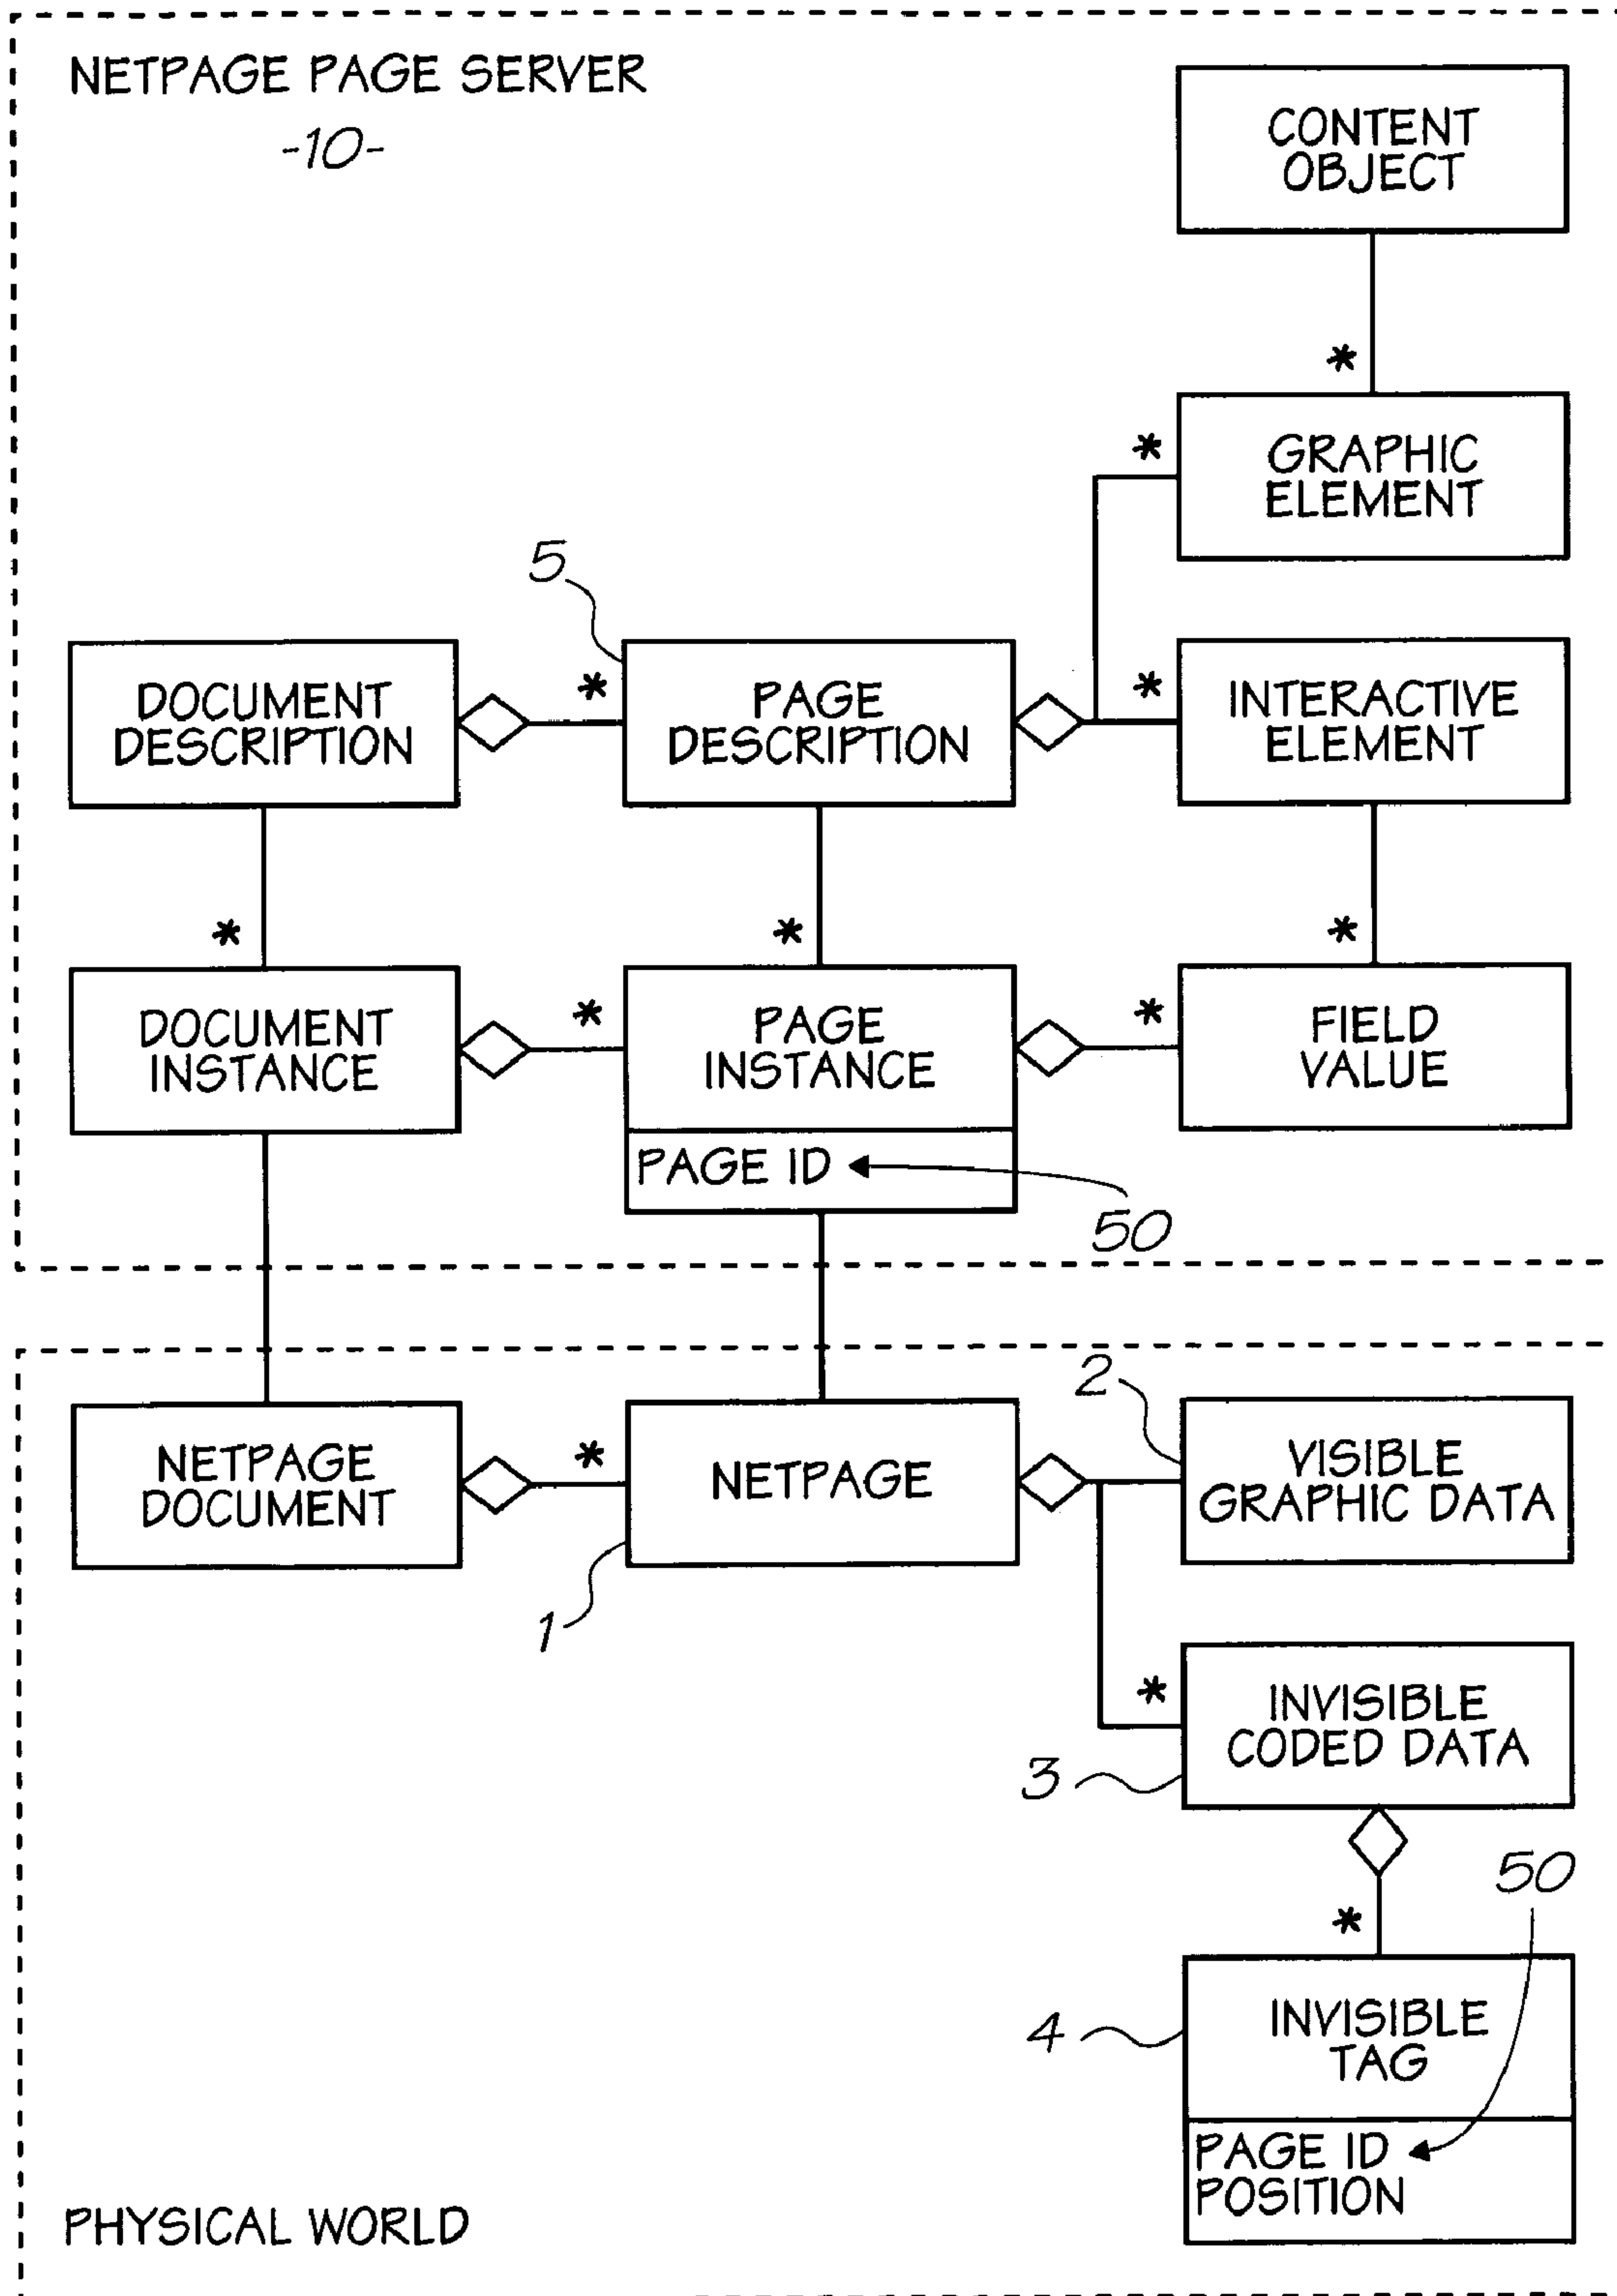 NETPAGE PAGE SERVER
-10-
CONTENT
OBJECT
*
*
GRAPHIC
ELEMENT
5
DOCUMENT
DESCRIPTION
*
PAGE
DESCRIPTION
*
INTERACTIVE
ELEMENT
*
*
*
DOCUMENT
INSTANCE
*
PAGE
INSTANCE
*
FIELD
VALUE
PAGE ID
50
2
NETPAGE
DOCUMENT
*
NETPAGE
VISIBLE
GRAPHIC DATA
1
*
INVISIBLE
CODED DATA
3
50
*
4
INVISIBLE
TAG
PAGE ID
POSITION
PHYSICAL WORLD